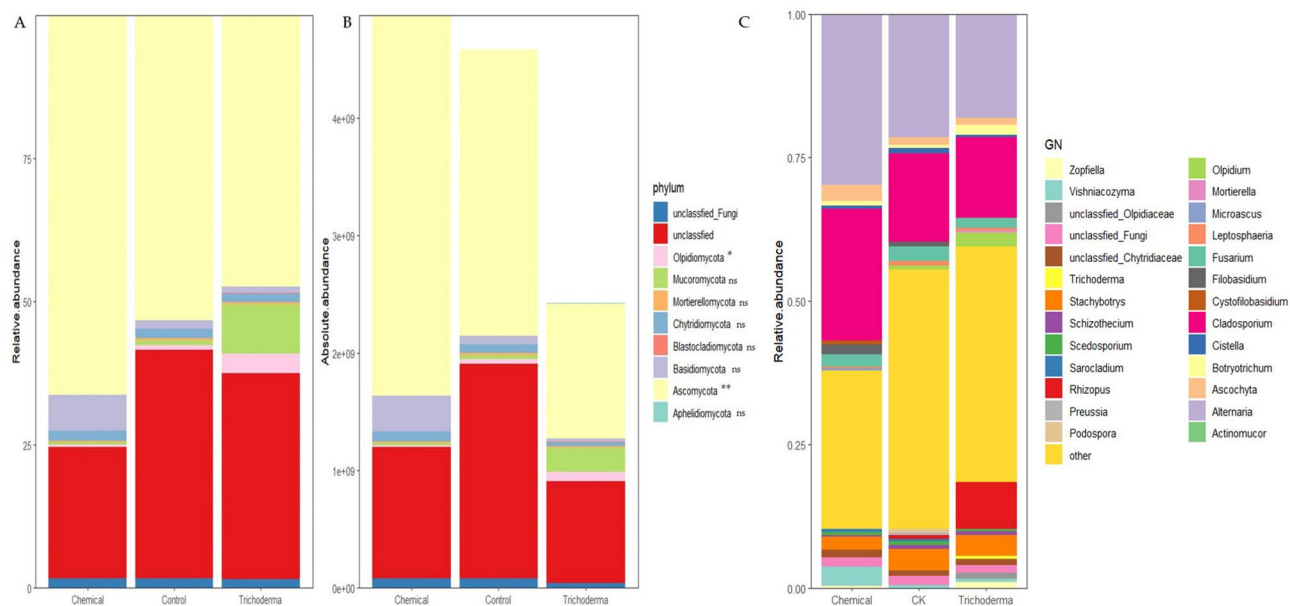 A
B
C
Relative.abundance
75
50
25
0
Chemical
Control
Trichoderma
Absolute.abundance
4e+09
3e+09
2e+09
1e+09
0e+00
Chemical
Control
Trichoderma
phylum
unclassfied_Fungi
unclassfied
Olpidiomycota *
Mucoromycota ns
Mortierellomycota ns
Chytridiomycota ns
Blastocladiomycota ns
Basidiomycota ns
Ascomycota **
Aphelidiomycota ns
Relative.abundance
1.00
0.75
0.50
0.25
0.00
Chemical
CK
Trichoderma
GN
Zopfiella
Vishniacozyma
unclassfied_Olpidiaceae
unclassfied_Fungi
unclassfied_Chytridiaceae
Trichoderma
Stachybotrys
Schizothecium
Scedosporium
Sarocladium
Rhizopus
Preussia
Podospora
other
Olpidium
Mortierella
Microascus
Leptosphaeria
Fusarium
Filobasidium
Cystofilobasidium
Cladosporium
Cistella
Botryotrichum
Ascochyta
Alternaria
Actinomucor